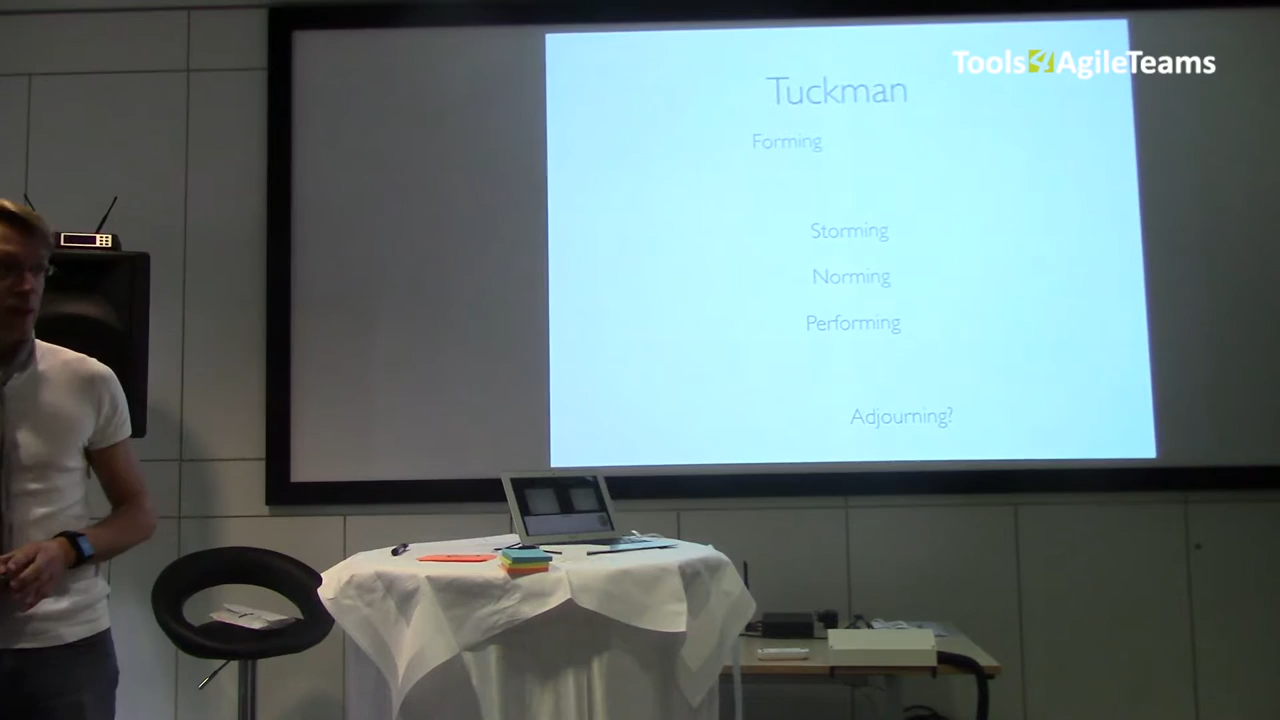 Tools4AgileTeams
Tuckman
Forming
Storming
Norming
Performing
Adjourning?